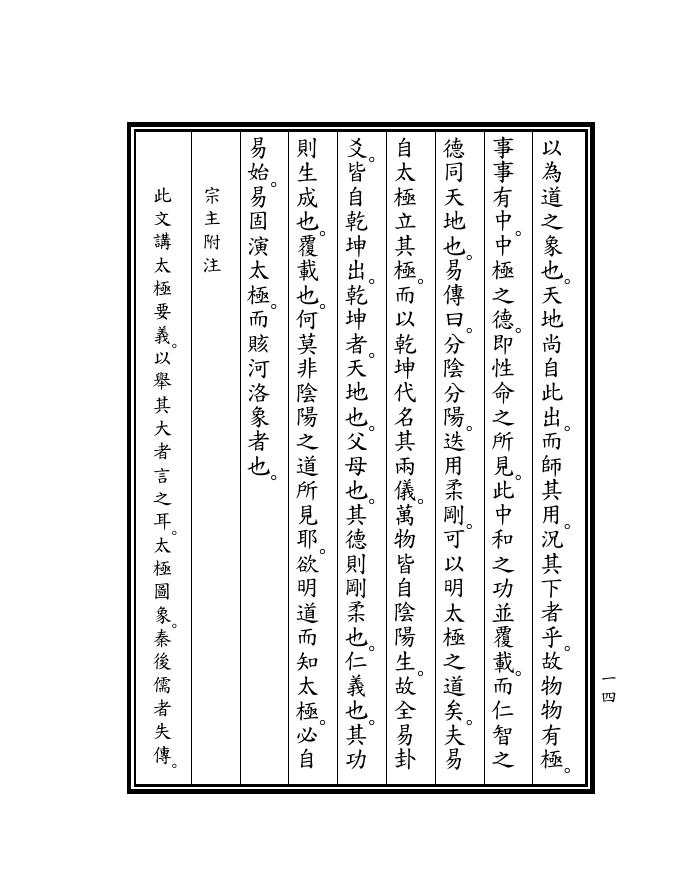 以為道之象也。天地尚自此出。而師其用。況其下者乎。故物物有極。
事事有中。中極之德。即性命之所見。此中和之功並覆載。而仁智之
德同天地也。易傳曰。分陰分陽。迭用柔剛。可以明太極之道矣。夫易
自太極立其極。而以乾坤代名其兩儀。萬物皆自陰陽生。故全易卦
爻。皆自乾坤出。乾坤者。天地也。父母也。其德則剛柔也。仁義也。其功
則生成也。覆載也。何莫非陰陽之道所見耶。欲明道而知太極。必自
易始。易固演太極。而賅河洛象者也。
宗主附注
此文講太極要義。以舉其大者言之耳。太極圖象。秦後儒者失傳。
一四